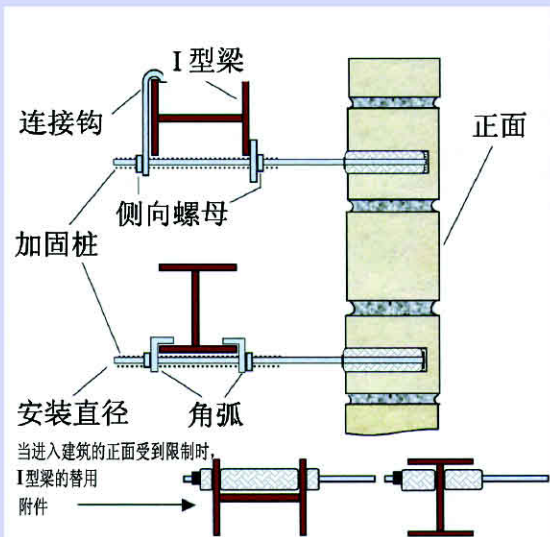 I型梁
连接钩
正面
侧向螺母
加固桩
安装直径
角弧
当进入建筑的正面受到限制时,
I型梁的替用
附件